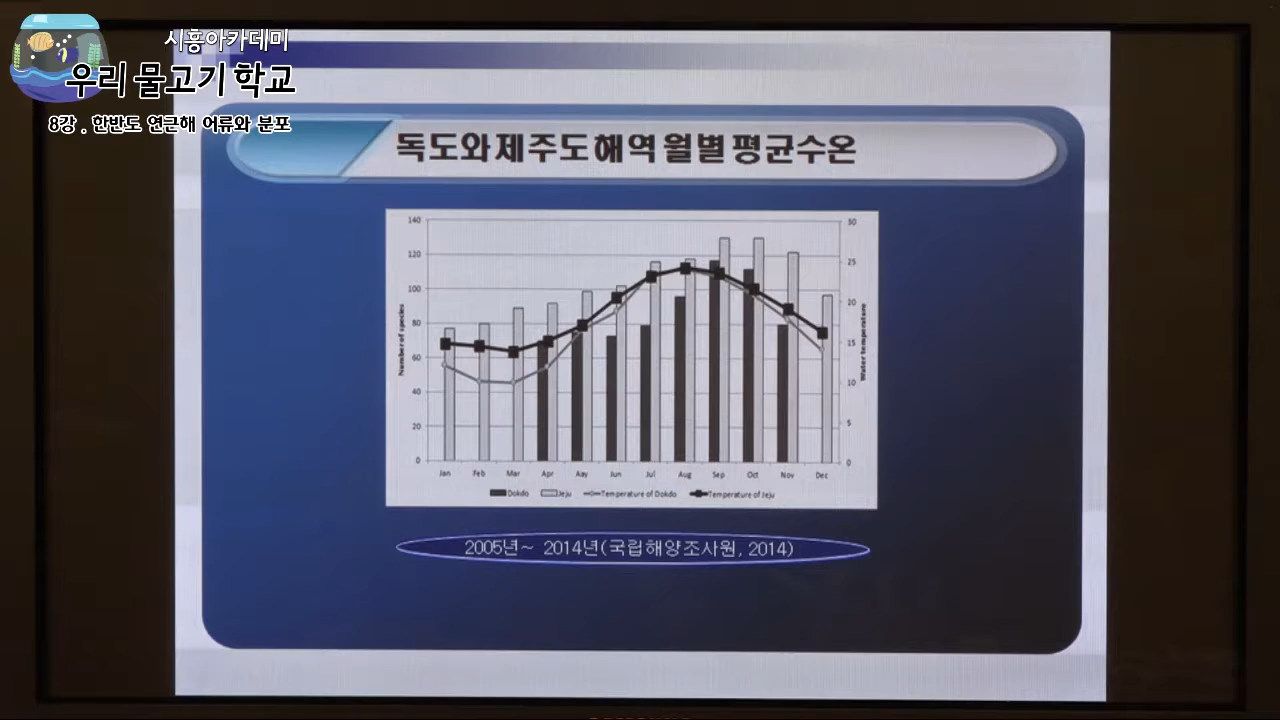 시흥아카데미
우리 물고기 학교
8강 . 한반도 연근해 어류와 분포
독도와 제주도 해역 월별 평균수온
140
120
100
80
60
40
20
0
30
25
20
15
10
5
0
Number of species
Water temperature
Jan Feb Mar Apr Aay Jun Jul Aug Sep Oct Nov Dec
Dokdo Jeju Temperature of Dokdo Temperature of Jeju
2005년~ 2014년(국립해양조사원, 2014)